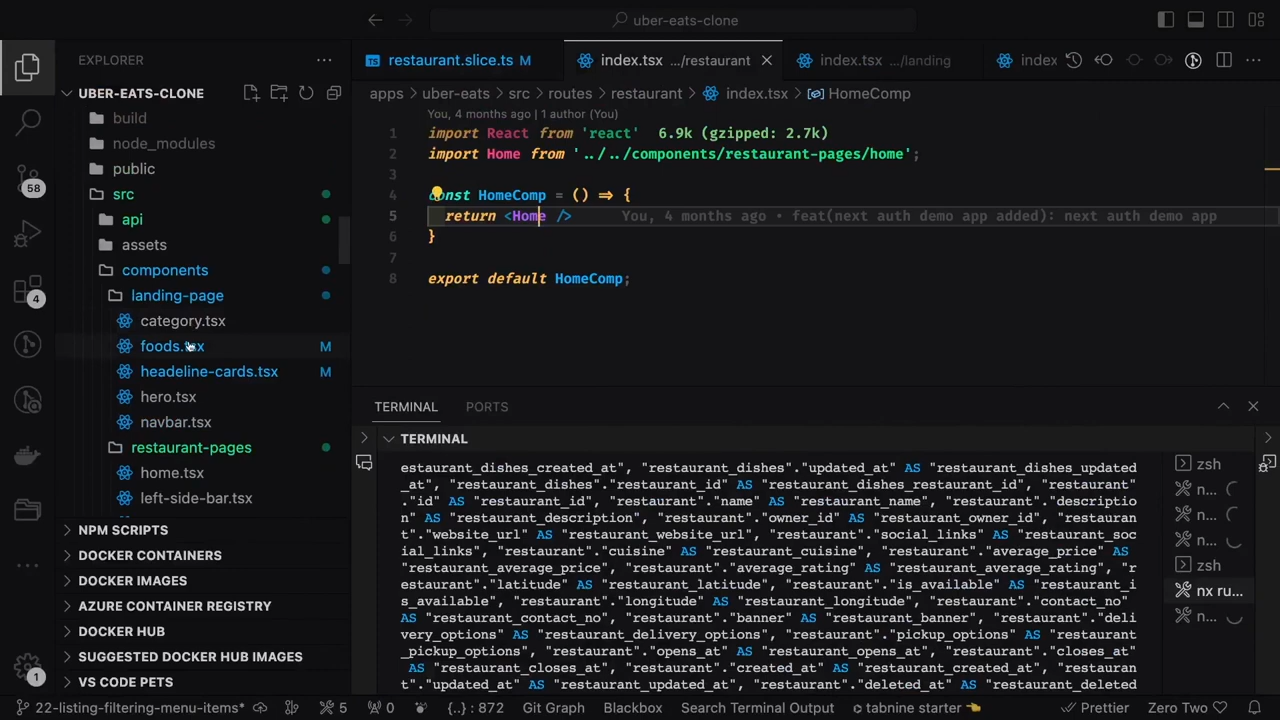 uber-eats-clone
EXPLORER
restaurant.slice.ts M
index.tsx .../restaurant
index.tsx .../landing
index
UBER-EATS-CLONE
apps uber-eats src routes restaurant index.tsx HomeComp
build
node_modules
public
src
api
assets
components
landing-page
category.tsx
foods.tsx M
headeline-cards.tsx M
hero.tsx
navbar.tsx
restaurant-pages
home.tsx
left-side-bar.tsx
NPM SCRIPTS
DOCKER CONTAINERS
DOCKER IMAGES
AZURE CONTAINER REGISTRY
DOCKER HUB
SUGGESTED DOCKER HUB IMAGES
VS CODE PETS
58
4
1
You, 4 months ago | 1 author (You)
1 import React from 'react' 6.9k (gzipped: 2.7k)
2 import Home from '../../components/restaurant-pages/home';
3
4 const HomeComp = () ⇒ {
5 return <Home /> You, 4 months ago • feat(next auth demo app added): next auth demo app
6 }
7
8 export default HomeComp;
TERMINAL PORTS
TERMINAL
estaurant_dishes_created_at", "restaurant_dishes"."updated_at" AS "restaurant_dishes_updated
_at", "restaurant_dishes"."restaurant_id" AS "restaurant_dishes_restaurant_id", "restaurant"
."id" AS "restaurant_id", "restaurant"."name" AS "restaurant_name", "restaurant"."descriptio
n" AS "restaurant_description", "restaurant"."owner_id" AS "restaurant_owner_id", "restauran
t"."website_url" AS "restaurant_website_url", "restaurant"."social_links" AS "restaurant_soc
ial_links", "restaurant"."cuisine" AS "restaurant_cuisine", "restaurant"."average_price" AS 
"restaurant_average_price", "restaurant"."average_rating" AS "restaurant_average_rating", "r
estaurant"."latitude" AS "restaurant_latitude", "restaurant"."is_available" AS "restaurant_i
s_available", "restaurant"."longitude" AS "restaurant_longitude", "restaurant"."contact_no" 
AS "restaurant_contact_no", "restaurant"."banner" AS "restaurant_banner", "restaurant"."deli
very_options" AS "restaurant_delivery_options", "restaurant"."pickup_options" AS "restaurant
_pickup_options", "restaurant"."opens_at" AS "restaurant_opens_at", "restaurant"."closes_at"
 AS "restaurant_closes_at", "restaurant"."created_at" AS "restaurant_created_at", "restauran
t"."updated_at" AS "restaurant_updated_at", "restaurant"."deleted_at" AS "restaurant_deleted
zsh
n...
n...
n...
zsh
nx ru...
n...
22-listing-filtering-menu-items* 5 0 {..} : 872 Git Graph Blackbox Search Terminal Output tabnine starter Prettier Zero Two